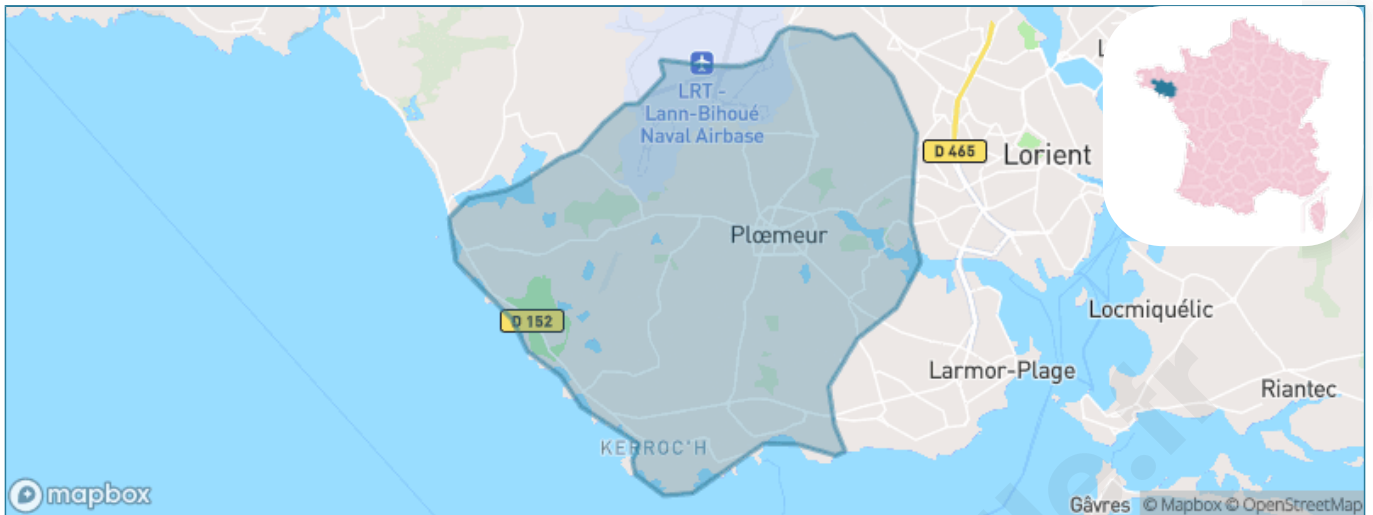 L
LRT -
Lann-Bihoué
Naval Airbase
D 465
Lorient
Plœmeur
Locmiquélic
D 152
Larmor-Plage
Riantec
KERROC'H
mapbox
Gâvres
© Mapbox © OpenStreetMap